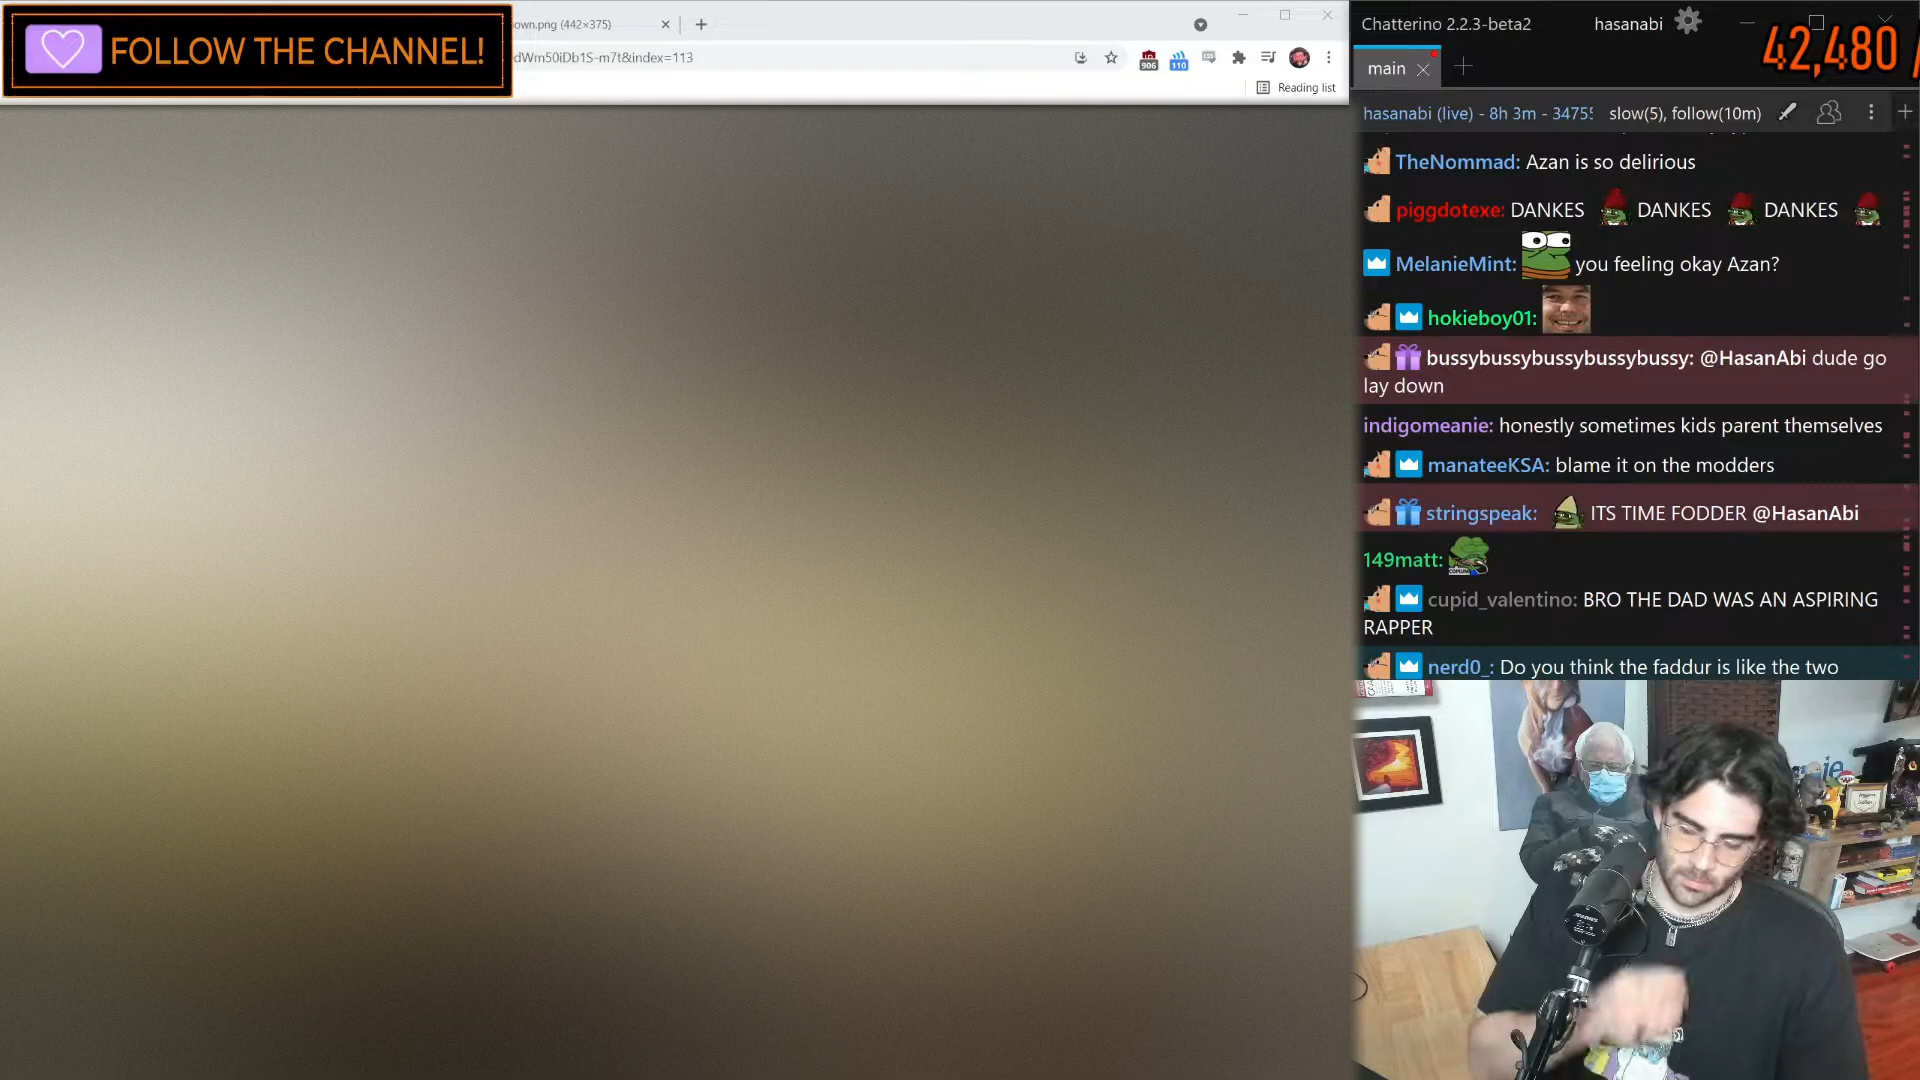 FOLLOW THE CHANNEL!
own.png (442×375)
dWm50iDb1S-m7t&index=113
906
110
Reading list
Chatterino 2.2.3-beta2
hasanabi
42,480 /
main
hasanabi (live) - 8h 3m - 3475
slow(5), follow(10m)
TheNommad: Azan is so delirious
piggdotexe: DANKES DANKES DANKES
MelanieMint: you feeling okay Azan?
hokieboy01:
bussybussybussybussybussy: @HasanAbi dude go
lay down
indigomeanie: honestly sometimes kids parent themselves
manateeKSA: blame it on the modders
stringspeak: ITS TIME FODDER @HasanAbi
149matt:
cupid_valentino: BRO THE DAD WAS AN ASPIRING
RAPPER
nerd0_: Do you think the faddur is like the two